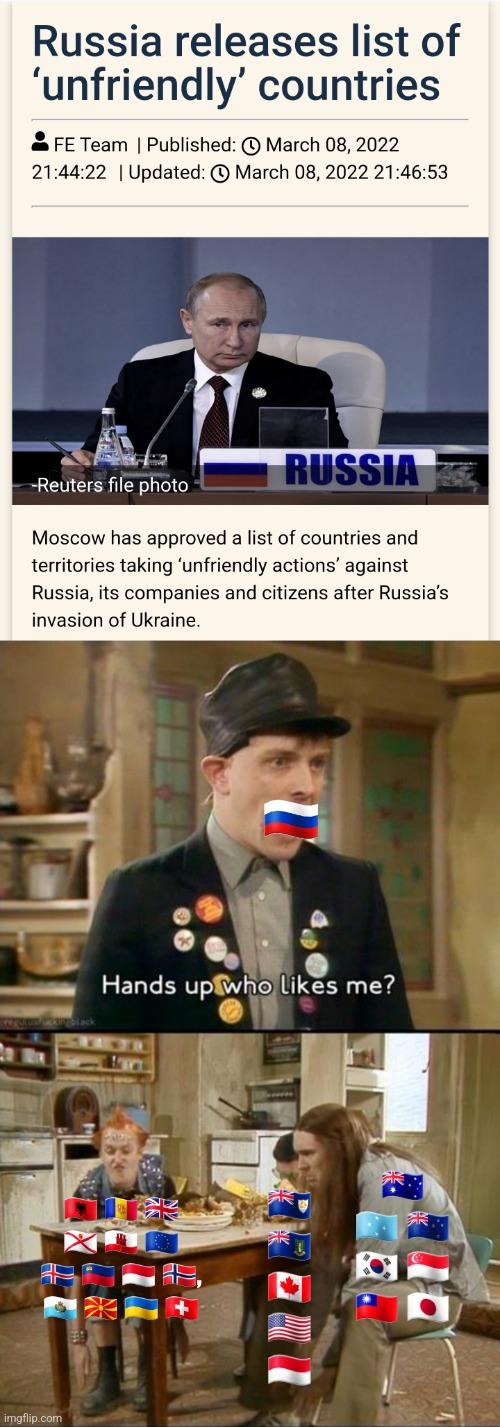 Russia releases list of
‘unfriendly’ countries
FE Team | Published: March 08, 2022
21:44:22 | Updated: March 08, 2022 21:46:53
RUSSIA
-Reuters file photo
Moscow has approved a list of countries and
territories taking ‘unfriendly actions’ against
Russia, its companies and citizens after Russia’s
invasion of Ukraine.
Hands up who likes me?
regulusfuckingblack
,
imgflip.com